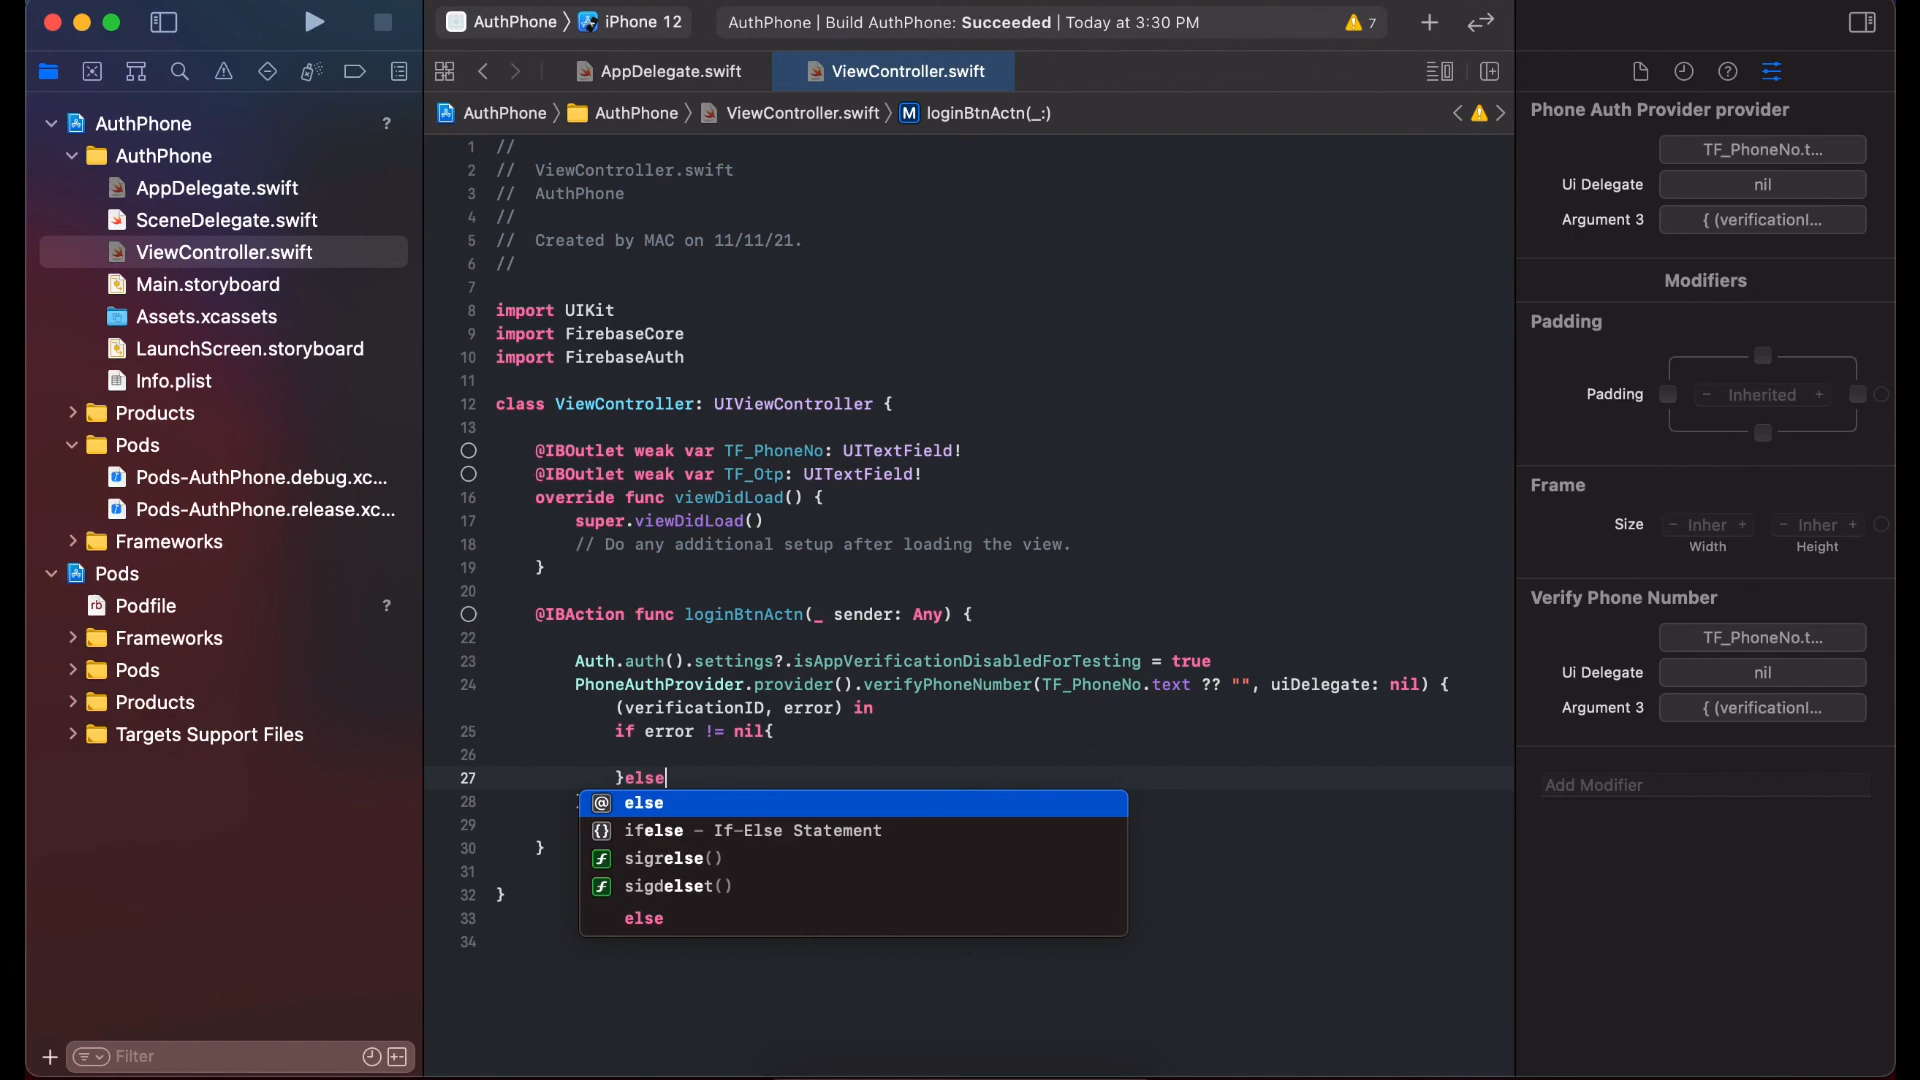 AuthPhone 〉 iPhone 12
AuthPhone | Build AuthPhone: Succeeded | Today at 3:30 PM
7
AppDelegate.swift
ViewController.swift
AuthPhone 〉 AuthPhone 〉 ViewController.swift 〉 M loginBtnActn(_:)
AuthPhone ?
AuthPhone
AppDelegate.swift
SceneDelegate.swift
ViewController.swift
Main.storyboard
Assets.xcassets
LaunchScreen.storyboard
Info.plist
Products
Pods
Pods-AuthPhone.debug.xc...
Pods-AuthPhone.release.xc...
Frameworks
Pods
Podfile ?
Frameworks
Pods
Products
Targets Support Files
Filter
1 //
2 // ViewController.swift
3 // AuthPhone
4 //
5 // Created by MAC on 11/11/21.
6 //
7
8 import UIKit
9 import FirebaseCore
10 import FirebaseAuth
11
12 class ViewController: UIViewController {
13
@IBOutlet weak var TF_PhoneNo: UITextField!
@IBOutlet weak var TF_Otp: UITextField!
16 override func viewDidLoad() {
17 super.viewDidLoad()
18 // Do any additional setup after loading the view.
19 }
20
@IBAction func loginBtnActn(_ sender: Any) {
22
23 Auth.auth().settings?.isAppVerificationDisabledForTesting = true
24 PhoneAuthProvider.provider().verifyPhoneNumber(TF_PhoneNo.text ?? "", uiDelegate: nil) {
(verificationID, error) in
25 if error != nil{
26
27 }else
28
29
30 }
31
32 }
33
34
@ else
{} ifelse – If-Else Statement
f sigrelse()
f sigdelset()
else
Phone Auth Provider provider
TF_PhoneNo.t...
Ui Delegate nil
Argument 3 { (verificationI...
Modifiers
Padding
Padding - Inherited +
Frame
Size - Inher + - Inher +
Width Height
Verify Phone Number
TF_PhoneNo.t...
Ui Delegate nil
Argument 3 { (verificationI...
Add Modifier